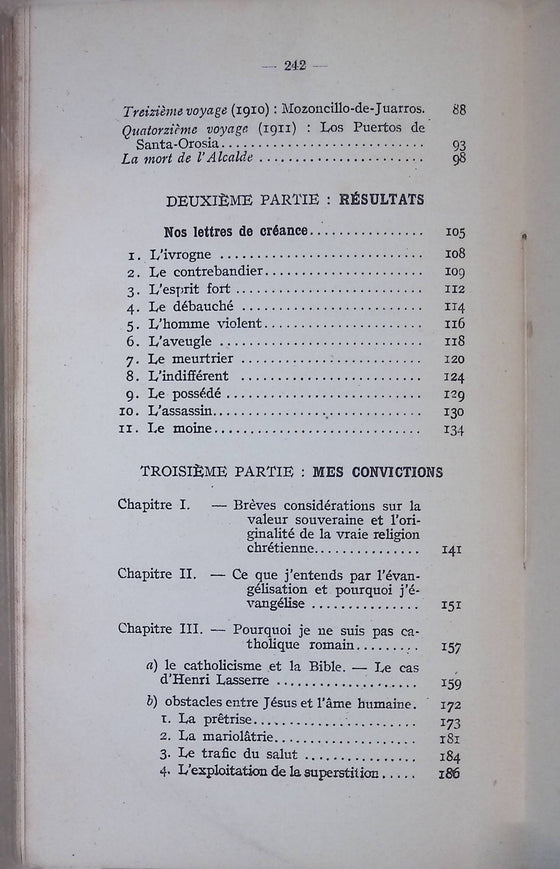 — 242 —
Treizième voyage (1910) : Mozoncillo-de-Juarros. 88
Quatorzième voyage (1911) : Los Puertos de
Santa-Orosia........................... 93
La mort de l'Alcalde ...................... 98
DEUXIÈME PARTIE : RÉSULTATS
Nos lettres de créance............... 105
1. L'ivrogne ........................... 108
2. Le contrebandier..................... 109
3. L'esprit fort ......................... 112
4. Le débauché ........................ 114
5. L'homme violent..................... 116
6. L'aveugle ........................... 118
7. Le meurtrier ........................ 120
8. L'indifférent ........................ 124
9. Le possédé .......................... 129
10. L'assassin............................ 130
11. Le moine............................ 134
TROISIÈME PARTIE : MES CONVICTIONS
Chapitre I. — Brèves considérations sur la
valeur souveraine et l'ori-
ginalité de la vraie religion
chrétienne............... 141
Chapitre II. — Ce que j'entends par l'évan-
gélisation et pourquoi j'é-
vangélise ............... 151
Chapitre III. — Pourquoi je ne suis pas ca-
tholique romain......... 157
a) le catholicisme et la Bible. — Le cas
d'Henri Lasserre ................... 159
b) obstacles entre Jésus et l'âme humaine. 172
1. La prêtrise...................... 173
2. La mariolâtrie................... 181
3. Le trafic du salut ................ 184
4. L'exploitation de la superstition..... 186